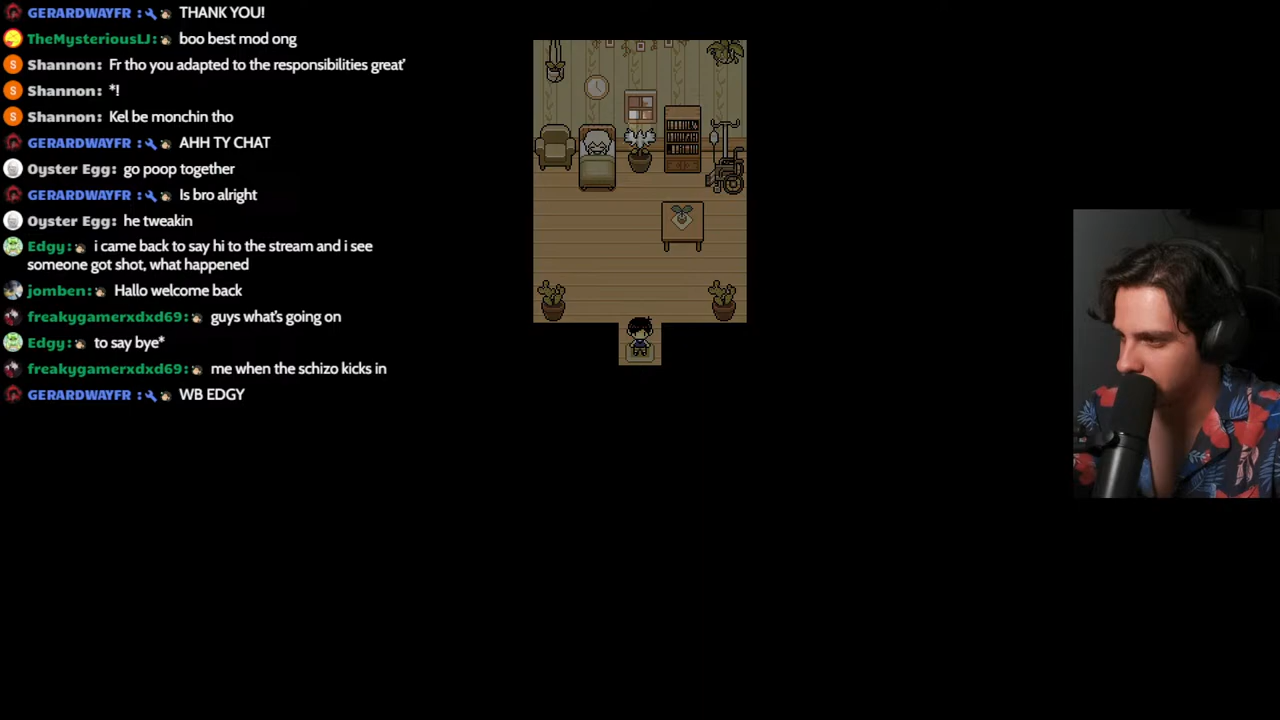 GERARDWAYFR : THANK YOU!
TheMysteriousLJ: boo best mod ong
S Shannon: Fr tho you adapted to the responsibilities great'
S Shannon: *!
S Shannon: Kel be monchin tho
GERARDWAYFR : AHH TY CHAT
Oyster Egg: go poop together
GERARDWAYFR : Is bro alright
Oyster Egg: he tweakin
Edgy: i came back to say hi to the stream and i see
someone got shot, what happened
jomben: Hallo welcome back
freakygamerxdxd69: guys what's going on
Edgy: to say bye*
freakygamerxdxd69: me when the schizo kicks in
GERARDWAYFR : WB EDGY